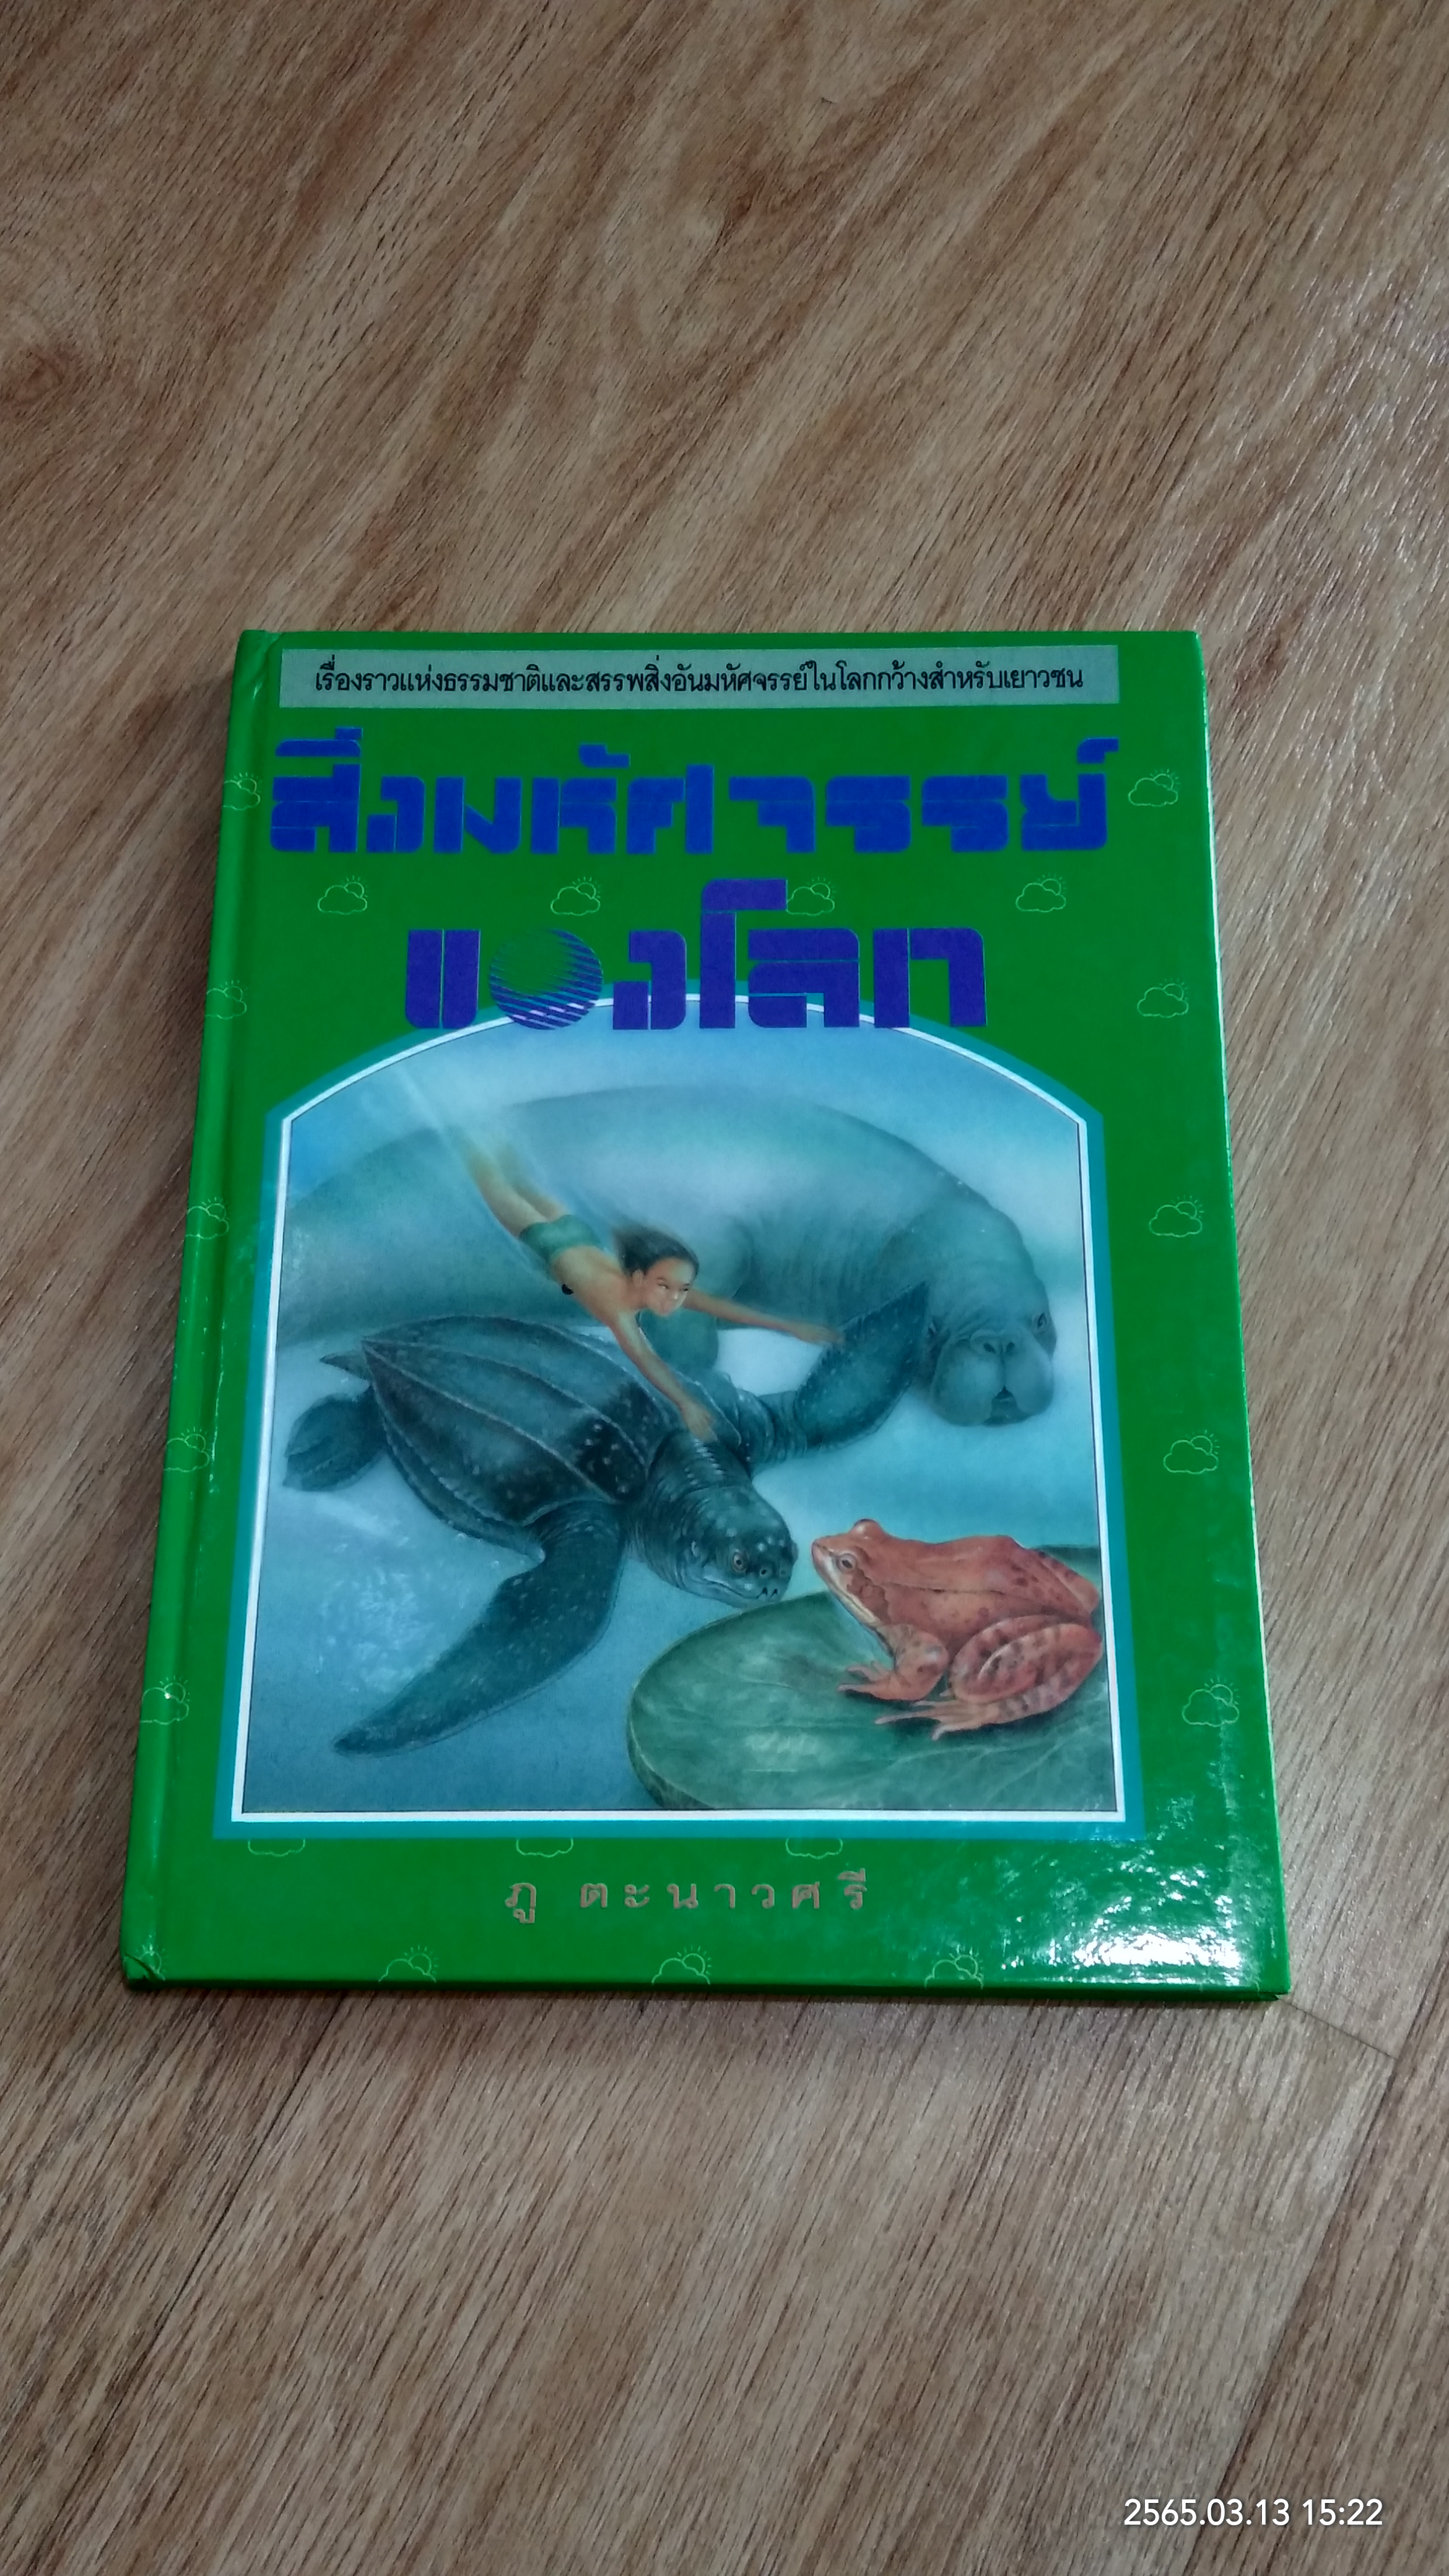 เรื่องราวแห่งธรรมชาติและสรรพสิ่งอันมหัศจรรย์ในโลกกว้างสำหรับเยาวชน
สิ่งมหัศจรรย์
ของโลก
ภู ตะนาวศรี
2565.03.13 15:22